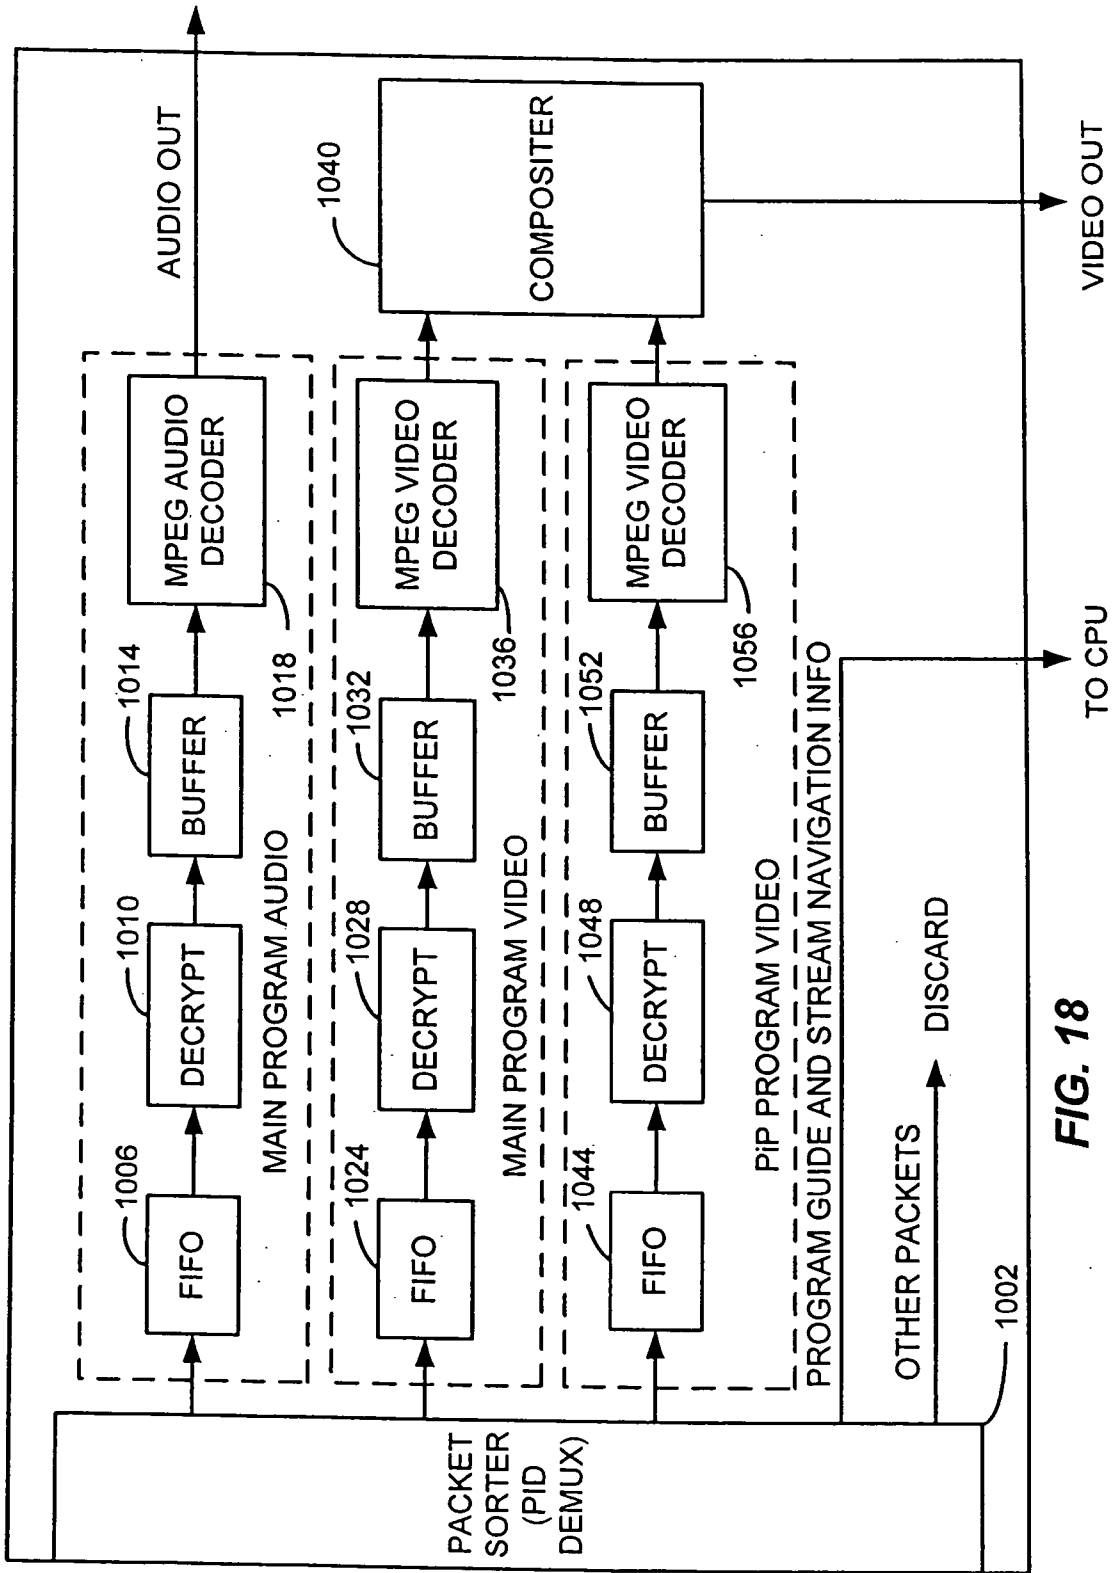 AUDIO OUT
1006
FIFO
1010
DECRYPT
1014
BUFFER
MPEG AUDIO
DECODER
1018
MAIN PROGRAM AUDIO
1024
FIFO
1028
DECRYPT
1032
BUFFER
MPEG VIDEO
DECODER
1036
MAIN PROGRAM VIDEO
1040
COMPOSITER
PACKET
SORTER
(PID
DEMUX)
1044
FIFO
1048
DECRYPT
1052
BUFFER
MPEG VIDEO
DECODER
1056
PiP PROGRAM VIDEO
PROGRAM GUIDE AND STREAM NAVIGATION INFO
OTHER PACKETS
DISCARD
1002
TO CPU
VIDEO OUT
FIG. 18